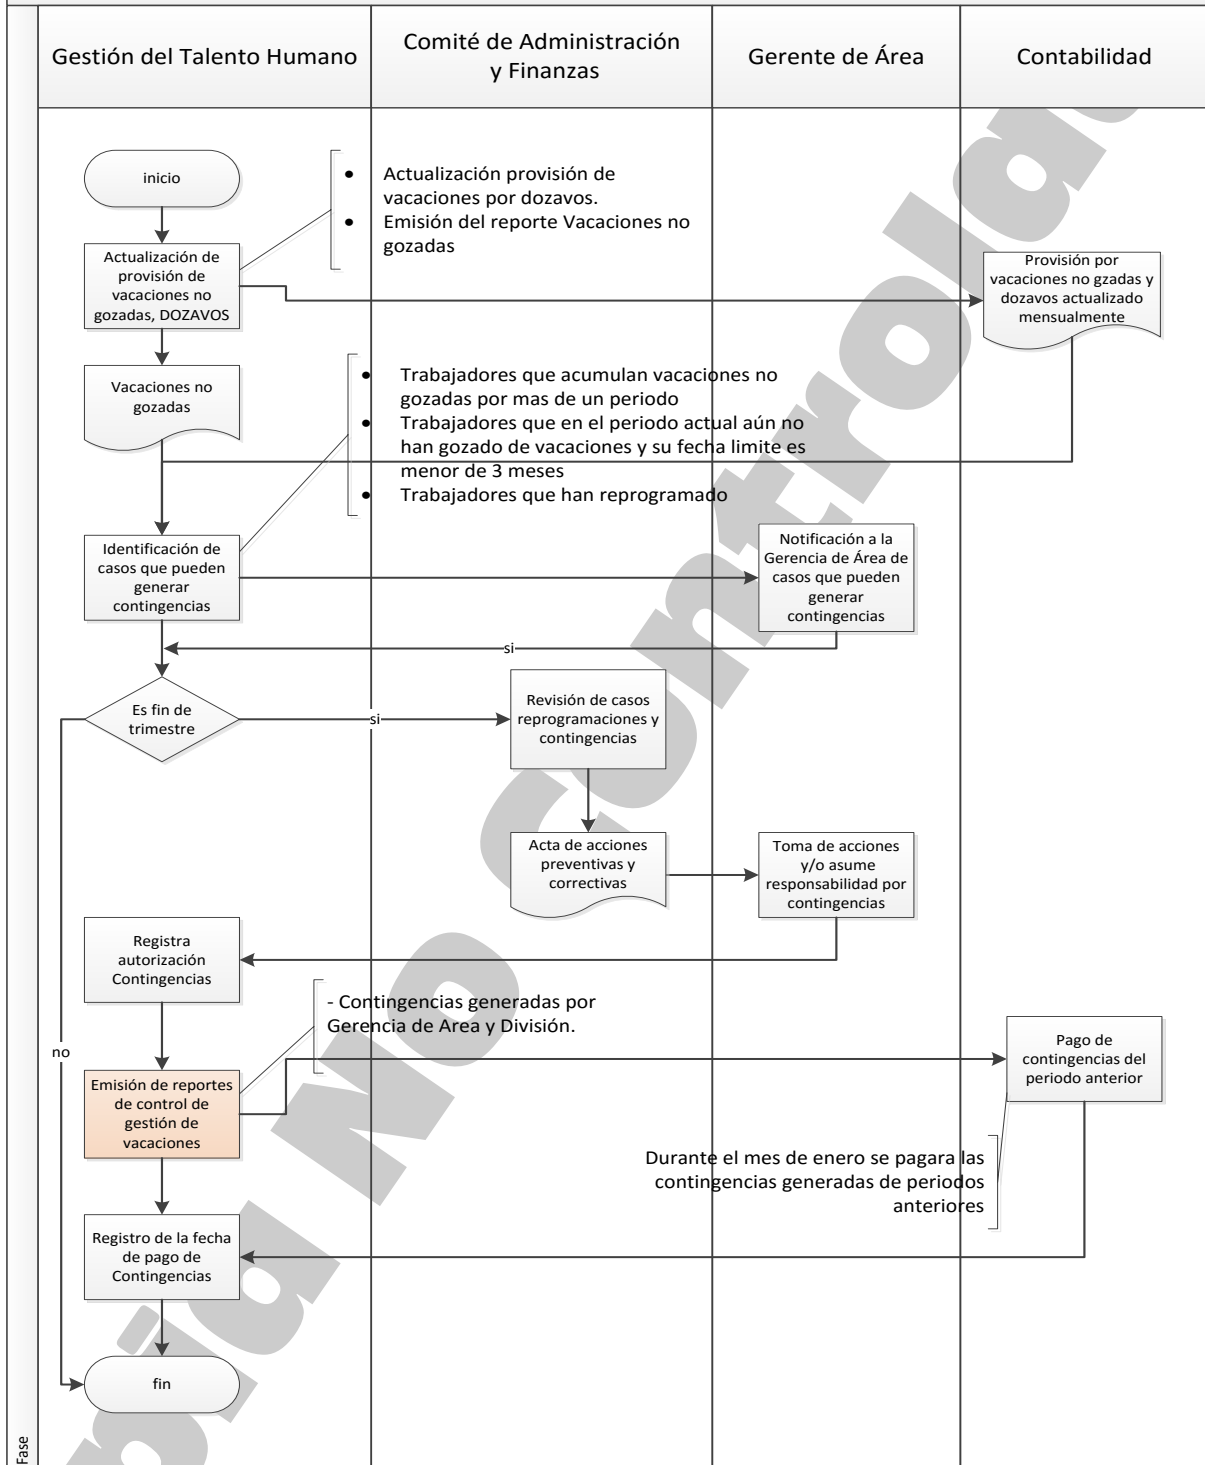 Gestión del Talento Humano
Comité de Administración
y Finanzas
Gerente de Área
Contabilidad
inicio
• Actualización provisión de
vacaciones por dozavos.
• Emisión del reporte Vacaciones no
gozadas
Actualización de
provisión de
vacaciones no
gozadas, DOZAVOS
Provisión por
vacaciones no gzadas y
dozavos actualizado
mensualmente
Vacaciones no
gozadas
• Trabajadores que acumulan vacaciones no
gozadas por mas de un periodo
• Trabajadores que en el periodo actual aún no
han gozado de vacaciones y su fecha limite es
menor de 3 meses
• Trabajadores que han reprogramado
Identificación de
casos que pueden
generar
contingencias
Notificación a la
Gerencia de Área de
casos que pueden
generar
contingencias
si
Es fin de
trimestre
si
Revisión de casos
reprogramaciones y
contingencias
Acta de acciones
preventivas y
correctivas
Toma de acciones
y/o asume
responsabilidad por
contingencias
Registra
autorización
Contingencias
- Contingencias generadas por
Gerencia de Area y División.
no
Pago de
contingencias del
periodo anterior
Emisión de reportes
de control de
gestión de
vacaciones
Durante el mes de enero se pagara las
contingencias generadas de periodos
anteriores
Registro de la fecha
de pago de
Contingencias
fin
Fase